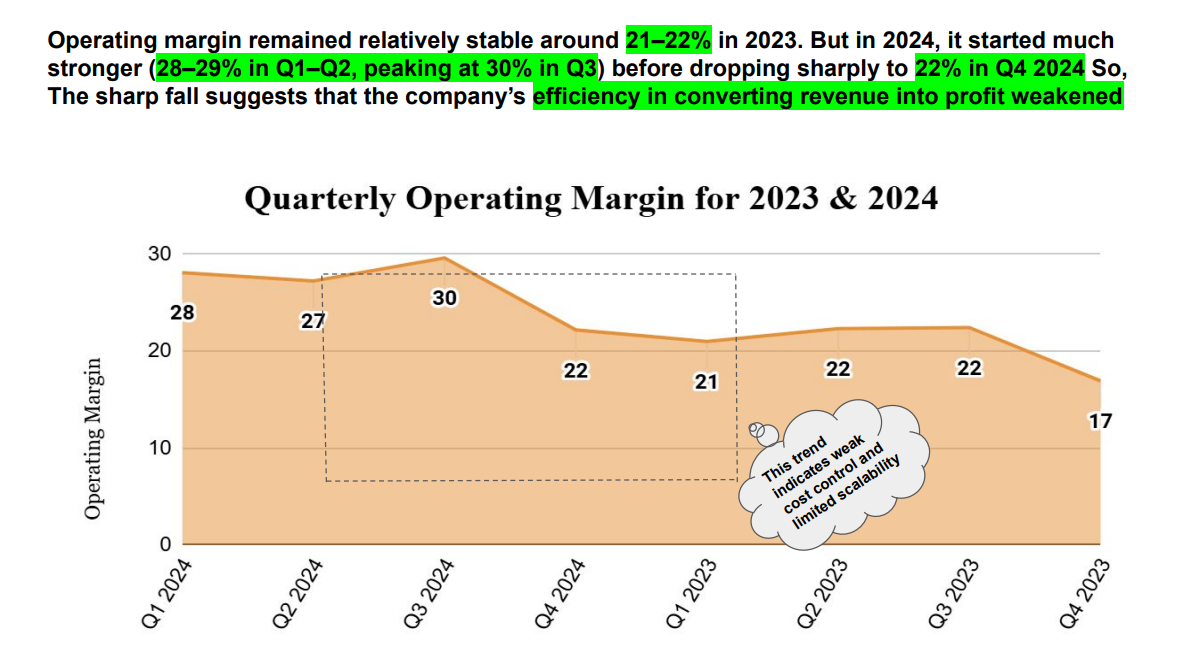 Operating margin remained relatively stable around 21–22% in 2023. But in 2024, it started much
stronger (28–29% in Q1–Q2, peaking at 30% in Q3) before dropping sharply to 22% in Q4 2024 So,
The sharp fall suggests that the company’s efficiency in converting revenue into profit weakened
Quarterly Operating Margin for 2023 & 2024
Operating Margin
30
20
10
0
28
27
30
22
21
22
22
17
This trend
indicates weak
cost control and
limited scalability
Q1 2024
Q2 2024
Q3 2024
Q4 2024
Q1 2023
Q2 2023
Q3 2023
Q4 2023